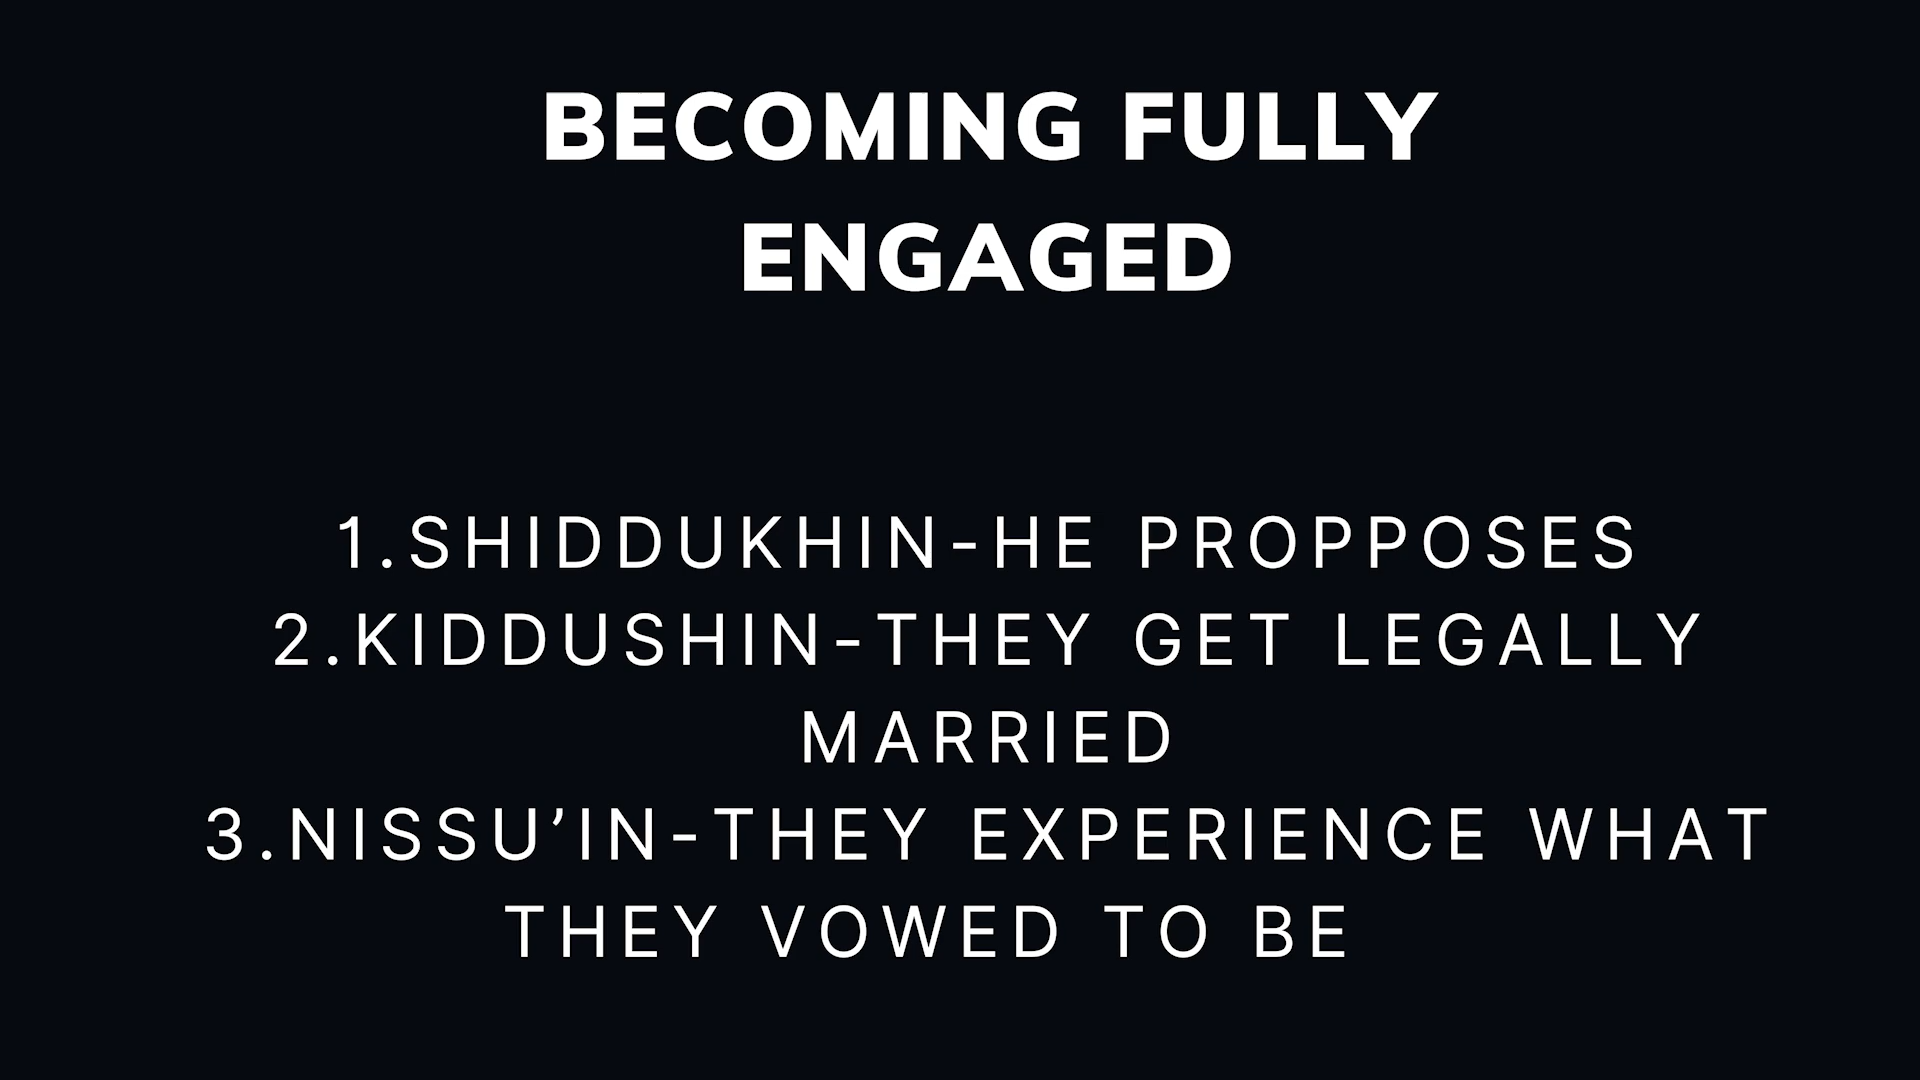 BECOMING FULLY
ENGAGED
1.SHIDDUKHIN-HE PROPPOSES
2.KIDDUSHIN-THEY GET LEGALLY
MARRIED
3.NISSU’IN-THEY EXPERIENCE WHAT
THEY VOWED TO BE